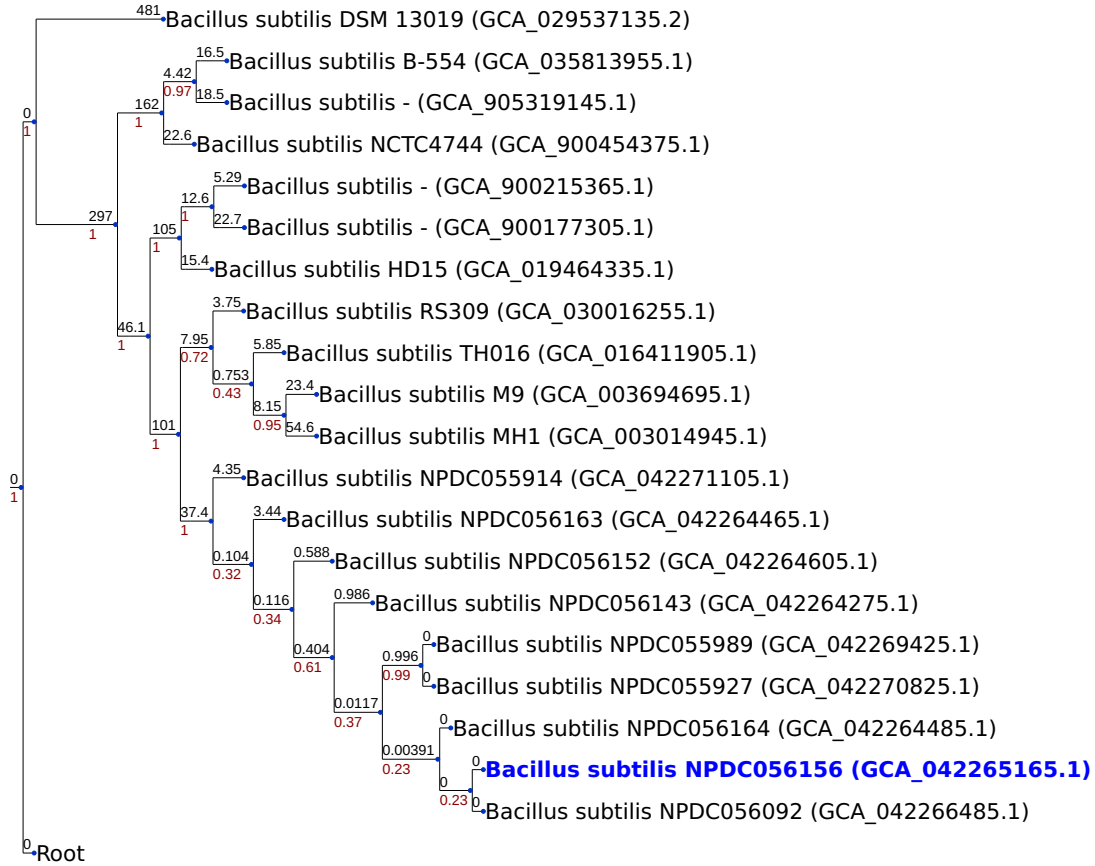 481
Bacillus subtilis DSM 13019 (GCA_029537135.2)
16.5
Bacillus subtilis B-554 (GCA_035813955.1)
4.42
0.97
18.5
Bacillus subtilis - (GCA_905319145.1)
162
1
0
1
22.6
Bacillus subtilis NCTC4744 (GCA_900454375.1)
5.29
Bacillus subtilis - (GCA_900215365.1)
12.6
1
297
1
22.7
Bacillus subtilis - (GCA_900177305.1)
105
1
15.4
Bacillus subtilis HD15 (GCA_019464335.1)
3.75
Bacillus subtilis RS309 (GCA_030016255.1)
46.1
1
7.95
0.72
5.85
Bacillus subtilis TH016 (GCA_016411905.1)
0.753
0.43
23.4
Bacillus subtilis M9 (GCA_003694695.1)
8.15
0.95
101
1
54.6
Bacillus subtilis MH1 (GCA_003014945.1)
0
1
4.35
Bacillus subtilis NPDC055914 (GCA_042271105.1)
37.4
1
3.44
Bacillus subtilis NPDC056163 (GCA_042264465.1)
0.104
0.32
0.588
Bacillus subtilis NPDC056152 (GCA_042264605.1)
0.116
0.34
0.986
Bacillus subtilis NPDC056143 (GCA_042264275.1)
0.404
0.61
0
Bacillus subtilis NPDC055989 (GCA_042269425.1)
0.996
0.99
0
Bacillus subtilis NPDC055927 (GCA_042270825.1)
0.0117
0.37
0
Bacillus subtilis NPDC056164 (GCA_042264485.1)
0.00391
0.23
0
Bacillus subtilis NPDC056156 (GCA_042265165.1)
0
0.23
0
Bacillus subtilis NPDC056092 (GCA_042266485.1)
0
Root